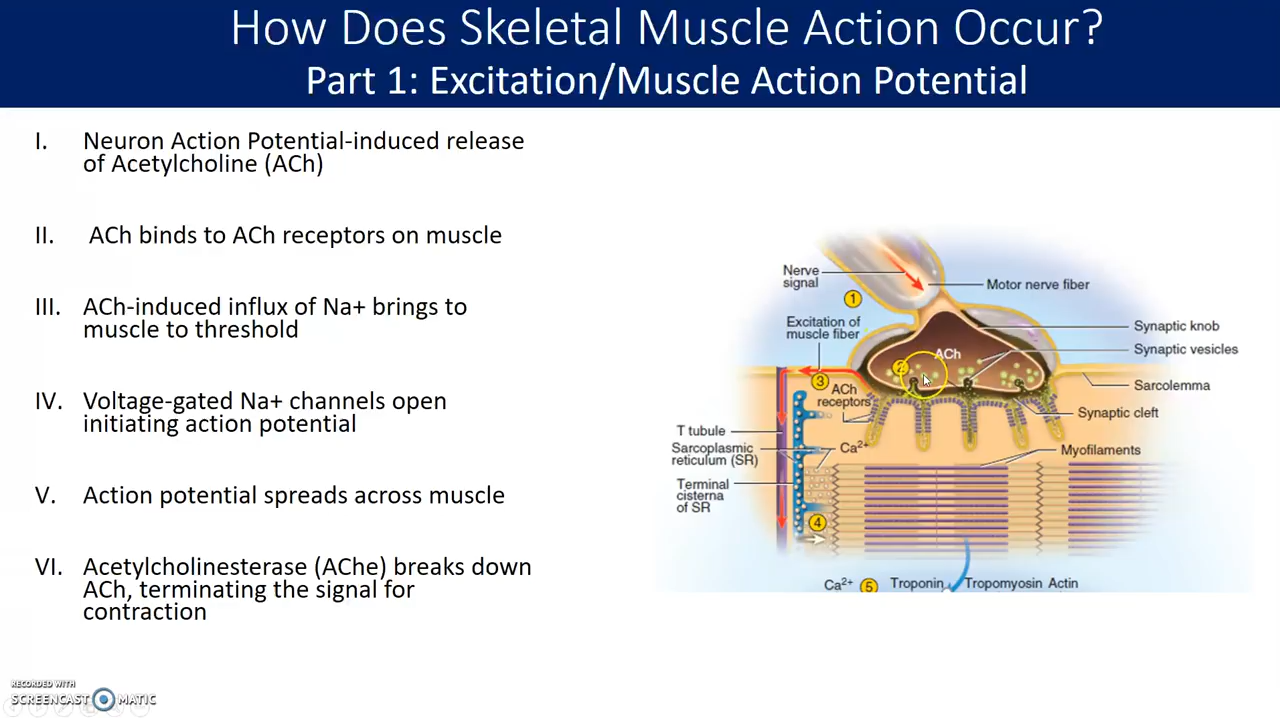 How Does Skeletal Muscle Action Occur?
Part 1: Excitation/Muscle Action Potential
I. Neuron Action Potential-induced release
of Acetylcholine (ACh)
II. ACh binds to ACh receptors on muscle
III. ACh-induced influx of Na+ brings to
muscle to threshold
IV. Voltage-gated Na+ channels open
initiating action potential
V. Action potential spreads across muscle
VI. Acetylcholinesterase (AChe) breaks down
ACh, terminating the signal for
contraction
Nerve
signal
1
Motor nerve fiber
Excitation of
muscle fiber
Synaptic knob
ACh
Synaptic vesicles
2
3
ACh
receptors
Sarcolemma
Synaptic cleft
T tubule
Sarcoplasmic
reticulum (SR)
Ca2+
Myofilaments
Terminal
cisterna
of SR
4
Ca2+
5
Troponin
Tropomyosin
Actin
RECORDED WITH
SCREENCAST MATIC